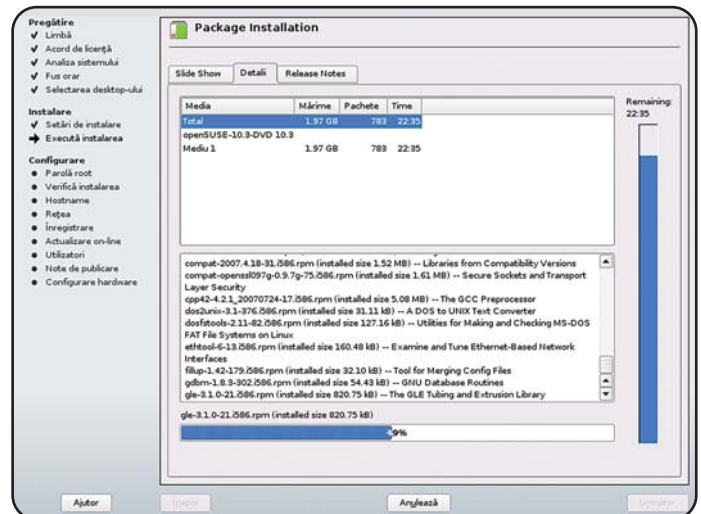 Pregătire
Limbă
Acord de licenţă
Analiza sistemului
Fus orar
Selectarea desktop-ului
Instalare
Setări de instalare
Execută instalarea
Configurare
Parolă root
Verifică instalarea
Hostname
Reţea
Înregistrare
Actualizare on-line
Utilizatori
Note de publicare
Configurare hardware
Package Installation
Slide Show Detalii Release Notes
Media Mărime Pachete Time
Total 1.97 GB 783 22:35
openSUSE-10.3-DVD 10.3
Mediu 1 1.97 GB 783 22:35
Remaining:
22:35
compat-2007.4.18-31.i586.rpm (installed size 1.52 MB) -- Libraries from Compatibility Versions
compat-openssl097g-0.9.7g-75.i586.rpm (installed size 1.61 MB) -- Secure Sockets and Transport
Layer Security
cpp42-4.2.1_20070724-17.i586.rpm (installed size 5.08 MB) -- The GCC Preprocessor
dos2unix-3.1-376.i586.rpm (installed size 31.11 kB) -- A DOS to UNIX Text Converter
dosfstools-2.11-82.i586.rpm (installed size 127.16 kB) -- Utilities for Making and Checking MS-DOS
FAT File Systems on Linux
ethtool-6-13.i586.rpm (installed size 160.48 kB) -- Examine and Tune Ethernet-Based Network
Interfaces
fillup-1.42-179.i586.rpm (installed size 32.10 kB) -- Tool for Merging Config Files
gdbm-1.8.3-302.i586.rpm (installed size 54.43 kB) -- GNU Database Routines
gle-3.1.0-21.i586.rpm (installed size 820.75 kB) -- The GLE Tubing and Extrusion Library
gle-3.1.0-21.i586.rpm (installed size 820.75 kB)
49%
Ajutor Înapoi Anulează Următor